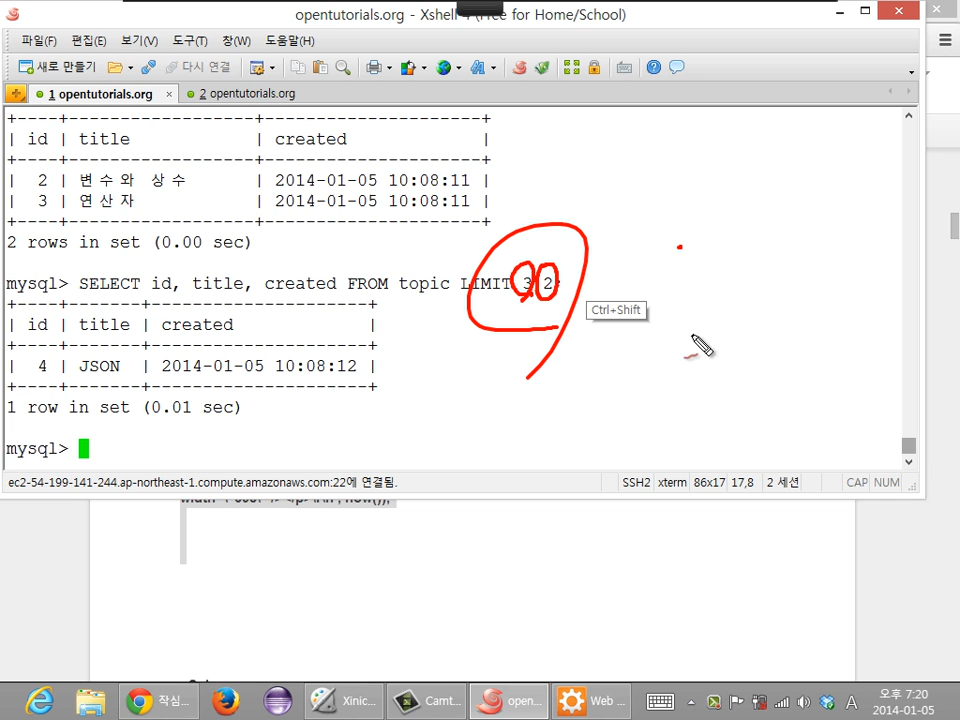 opentutorials.org - Xshell 4 (Free for Home/School)
파일(F) 편집(E) 보기(V) 도구(T) 창(W) 도움말(H)
새로 만들기 다시 연결
1 opentutorials.org × 2 opentutorials.org
+----+------------------+---------------------+
| id | title | created |
+----+------------------+---------------------+
| 2 | 변수와 상수 | 2014-01-05 10:08:11 |
| 3 | 연산자 | 2014-01-05 10:08:11 |
+----+------------------+---------------------+
2 rows in set (0.00 sec)
mysql> SELECT id, title, created FROM topic LIMIT 3,2;
+----+-------+---------------------+
| id | title | created |
+----+-------+---------------------+
| 4 | JSON | 2014-01-05 10:08:12 |
+----+-------+---------------------+
1 row in set (0.01 sec)
mysql>
Ctrl+Shift
ec2-54-199-141-244.ap-northeast-1.compute.amazonaws.com:22에 연결됨. SSH2 xterm 86x17 17,8 2 세션 CAP NUM
작심... Xinic... Camt... open... Web ... A 오후 7:20
2014-01-05